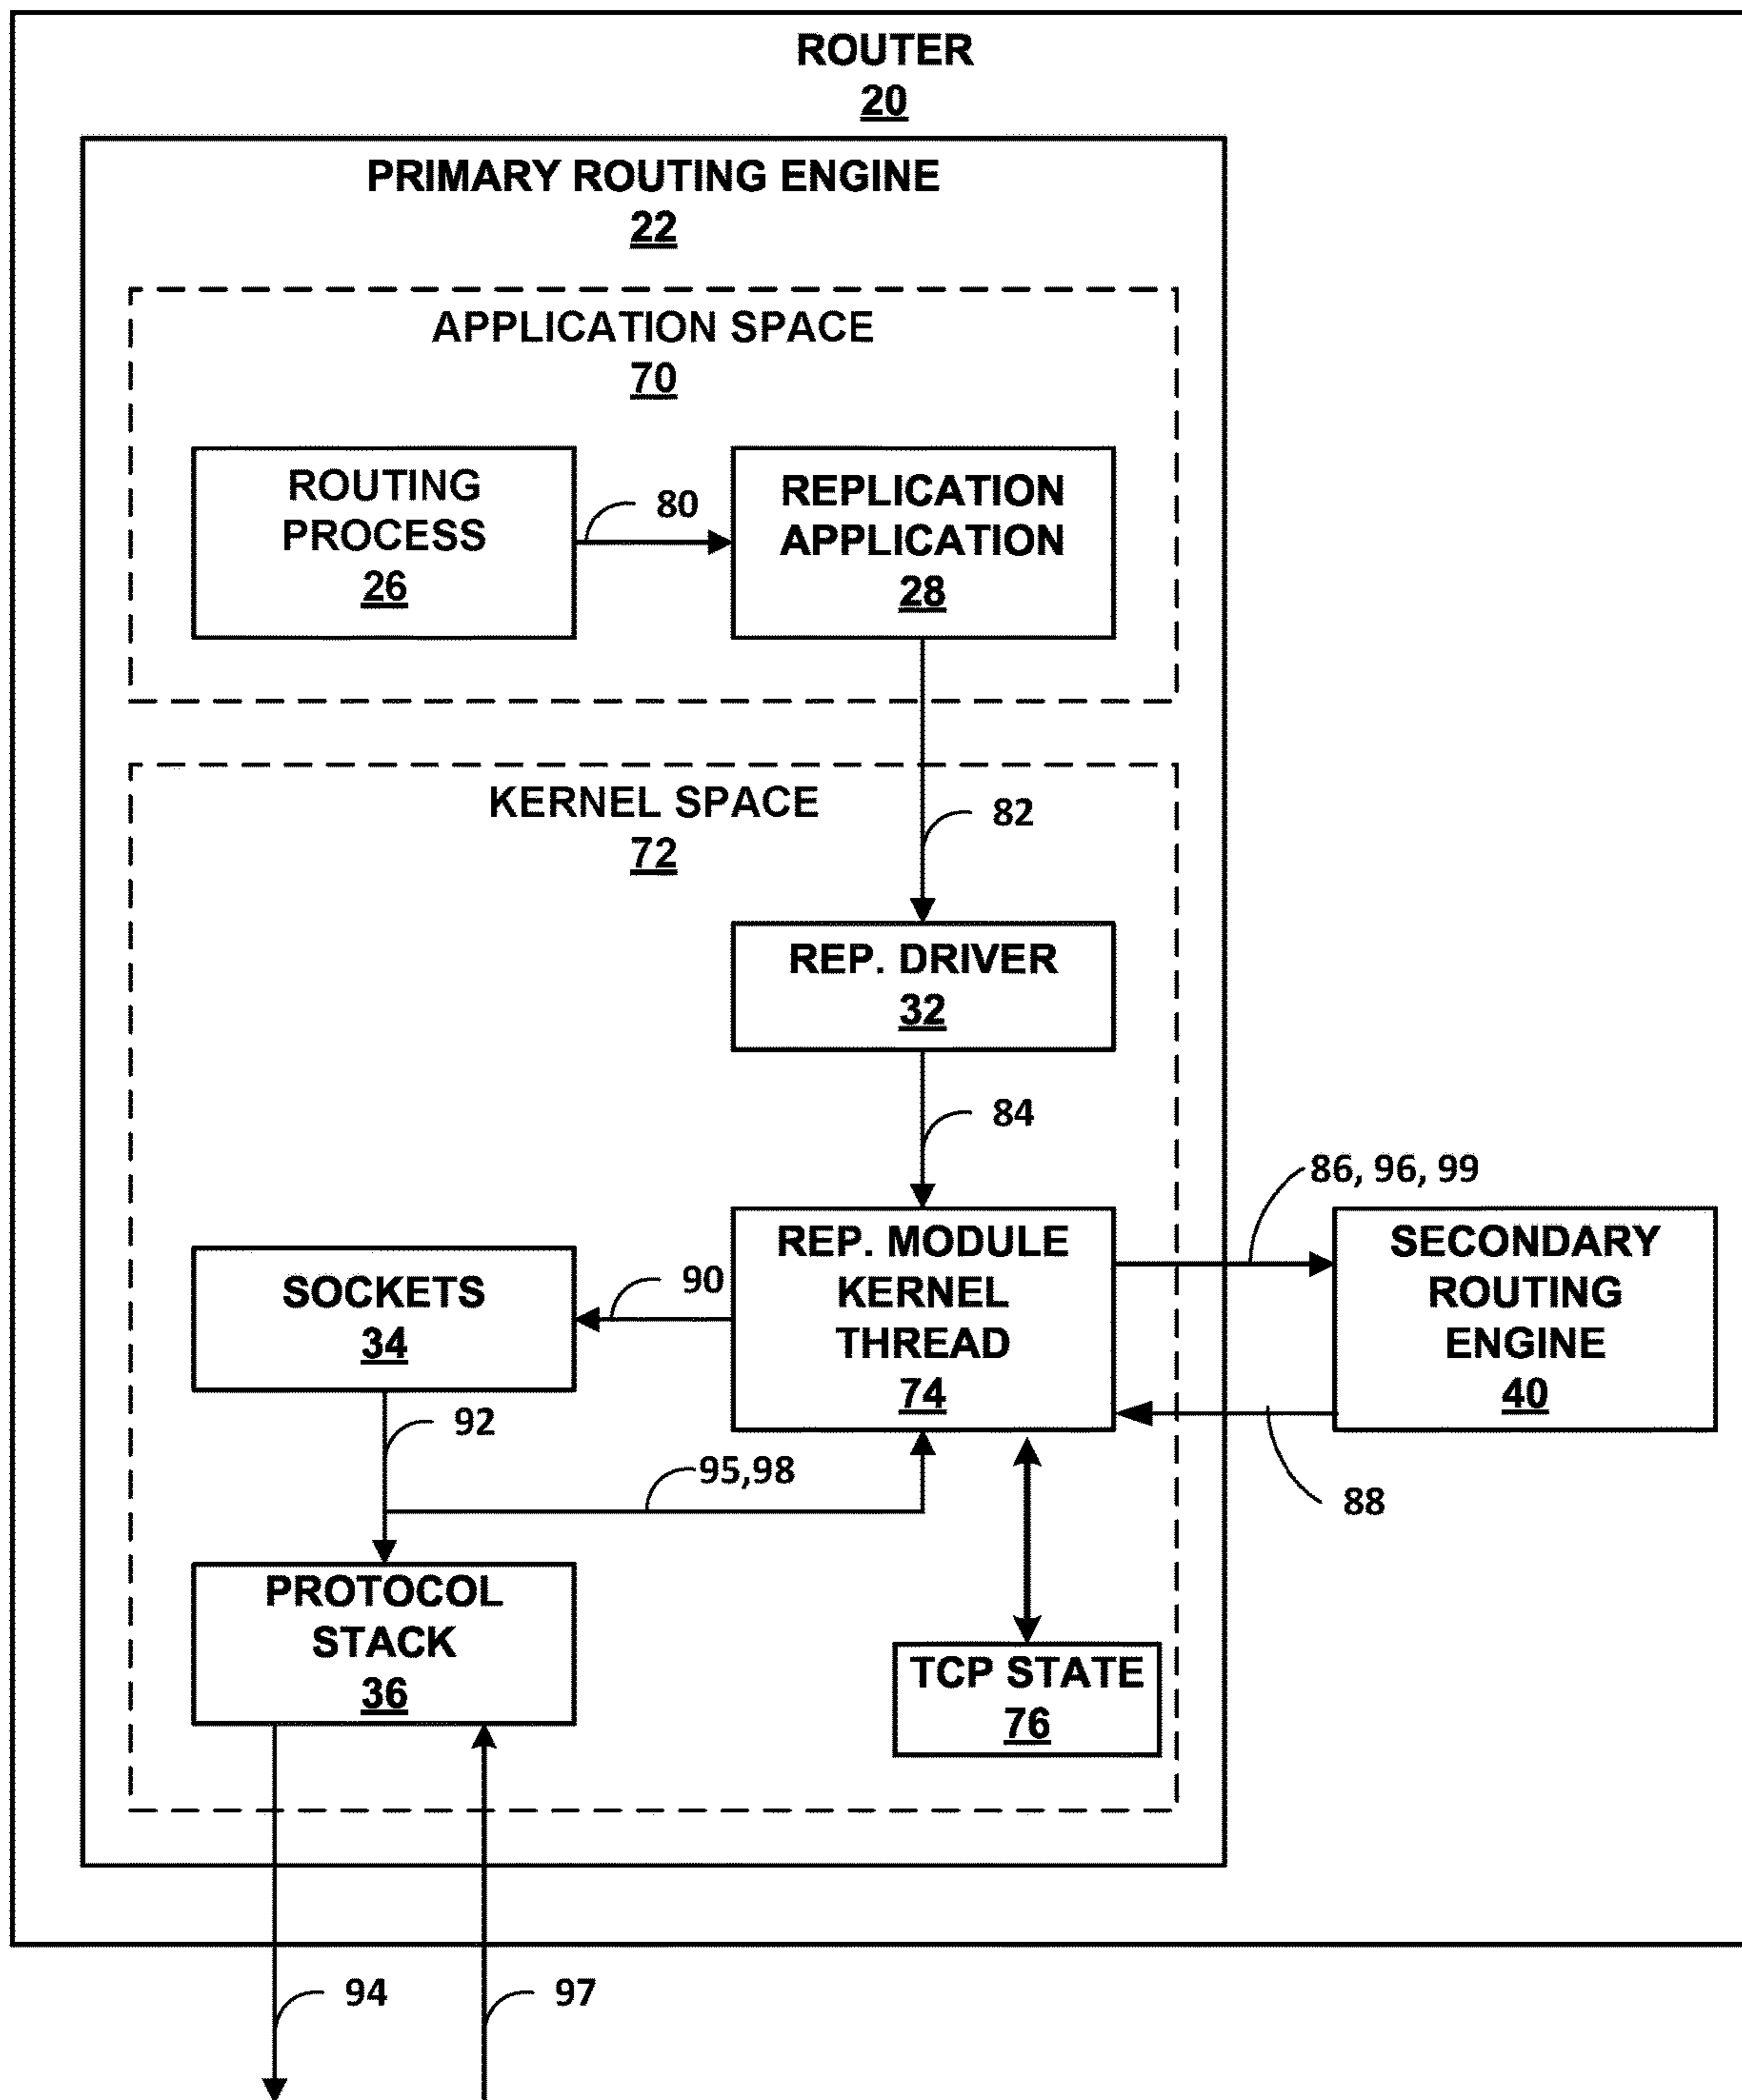 ROUTER
20
PRIMARY ROUTING ENGINE
22
APPLICATION SPACE
70
ROUTING
PROCESS
26
80
REPLICATION
APPLICATION
28
KERNEL SPACE
72
82
REP. DRIVER
32
84
86, 96, 99
SOCKETS
34
90
REP. MODULE
KERNEL
THREAD
74
SECONDARY
ROUTING
ENGINE
40
92
95,98
88
PROTOCOL
STACK
36
TCP STATE
76
94
97